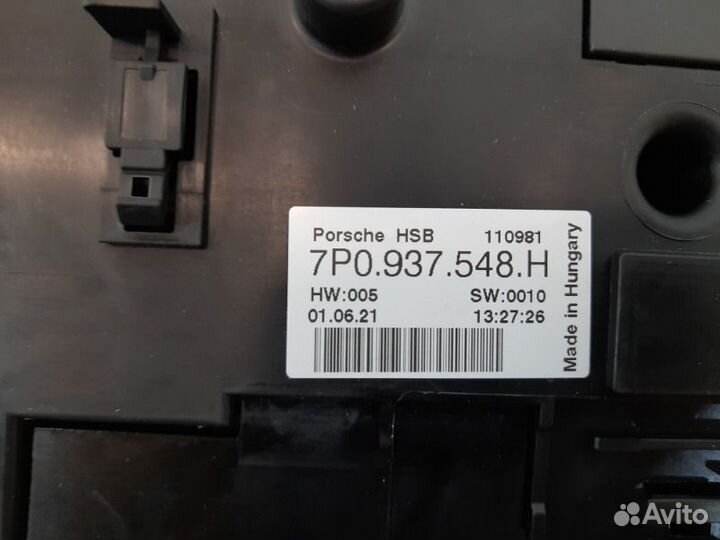 Porsche HSB 110981
7P0.937.548.H
HW:005 SW:0010
01.06.21 13:27:26
Made in Hungary
Avito